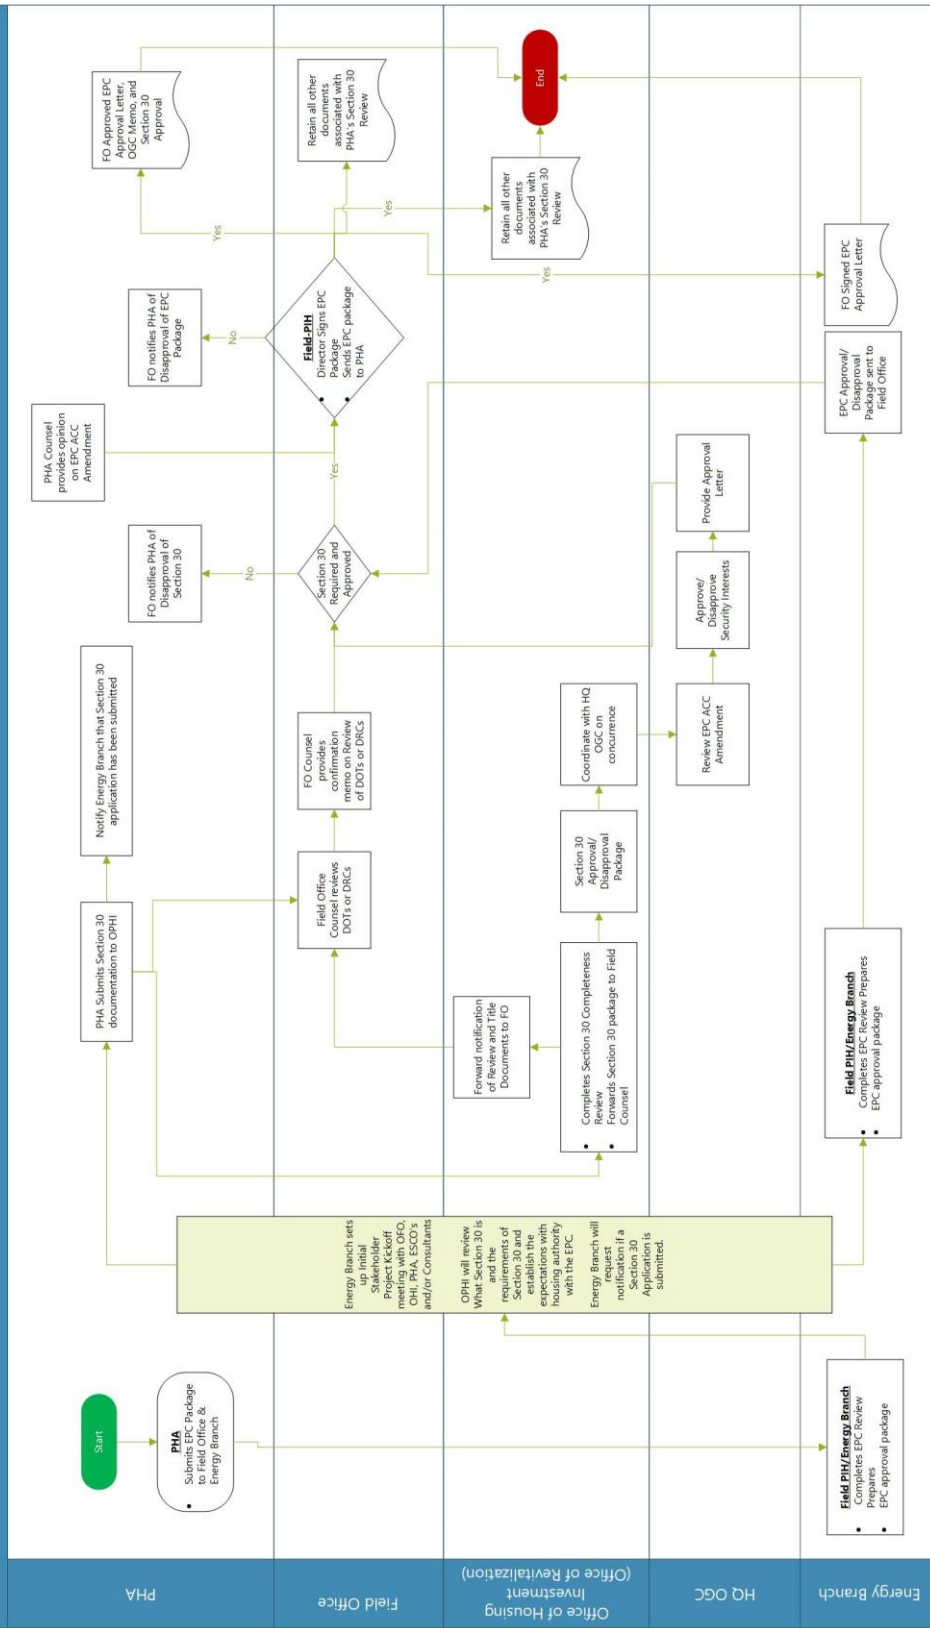 PHA
Start
PHA
• Submits EPC Package
to Field Office &
Energy Branch
PHA Submits Section 30
documentation to OPHI
Notify Energy Branch that Section 30
application has been submitted
FO notifies PHA of
Disapproval of
Section 30
PHA Counsel
provides opinion
on EPC ACC
Amendment
FO notifies PHA of
Disapproval of EPC
Package
FO Approved EPC
Approval Letter,
OGC Memo, and
Section 30
Approval
No
No
Yes
Field Office
Energy Branch sets
up Initial
Stakeholder
Project Kickoff
meeting with OFO,
OHI, PHA, ESCO's
and/or Consultants
OPHI will review
What Section 30 is
and the
requirements of
Section 30 and
establish the
expectations with
housing authority
with the EPC.
Energy Branch will
request
notification if a
Section 30
Application is
submitted.
Field Office
Counsel reviews
DOTs or DRCs
FO Counsel
provides
confirmation
memo on Review
of DOTs or DRCs
Section 30
Required and
Approved
Yes
Field-PIH
• Director Signs EPC
Package
• Sends EPC package
to PHA
Retain all other
documents
associated with
PHA's Section 30
Review
Yes
Office of Housing
Investment
(Office of Revitalization)
Forward notification
of Review and Title
Documents to FO
• Completes Section 30 Completeness
Review
• Forwards Section 30 package to Field
Counsel
Section 30
Approval/
Disapproval
Package
Coordinate with HQ
OGC on
concurrence
Retain all other
documents
associated with
PHA's Section 30
Review
End
Yes
HQ OGC
Review EPC ACC
Amendment
Approve/
Disapprove
Security Interests
Provide Approval
Letter
Energy Branch
Field PIH/Energy Branch
• Completes EPC Review
Prepares
• EPC approval package
Field PIH/Energy Branch
• Completes EPC Review Prepares
• EPC approval package
EPC Approval/
Disapproval
Package sent to
Field Office
FO Signed EPC
Approval Letter